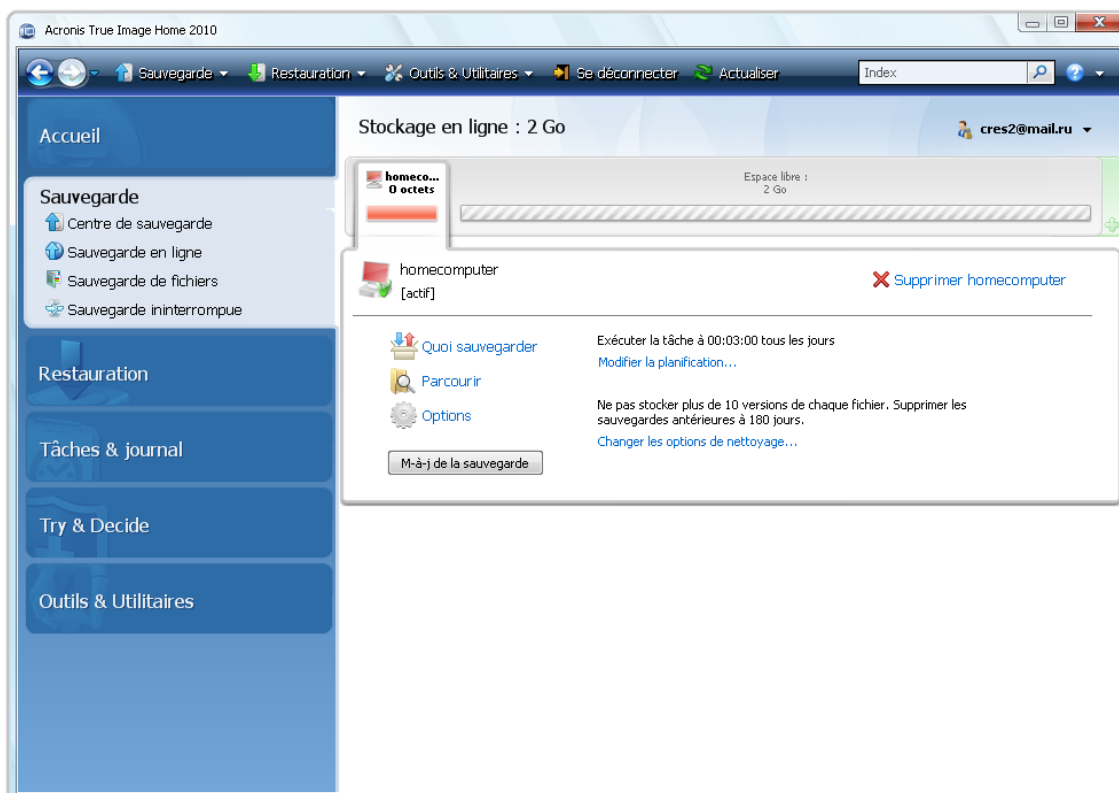 Acronis True Image Home 2010
Sauvegarde
Restauration
Outils & Utilitaires
Se déconnecter
Actualiser
Index
Accueil
Sauvegarde
Centre de sauvegarde
Sauvegarde en ligne
Sauvegarde de fichiers
Sauvegarde ininterrompue
Restauration
Tâches & journal
Try & Decide
Outils & Utilitaires
Stockage en ligne : 2 Go
cres2@mail.ru
homeco...
0 octets
Espace libre :
2 Go
homecomputer
[actif]
Supprimer homecomputer
Quoi sauvegarder
Parcourir
Options
M-à-j de la sauvegarde
Exécuter la tâche à 00:03:00 tous les jours
Modifier la planification...
Ne pas stocker plus de 10 versions de chaque fichier. Supprimer les
sauvegardes antérieures à 180 jours.
Changer les options de nettoyage...